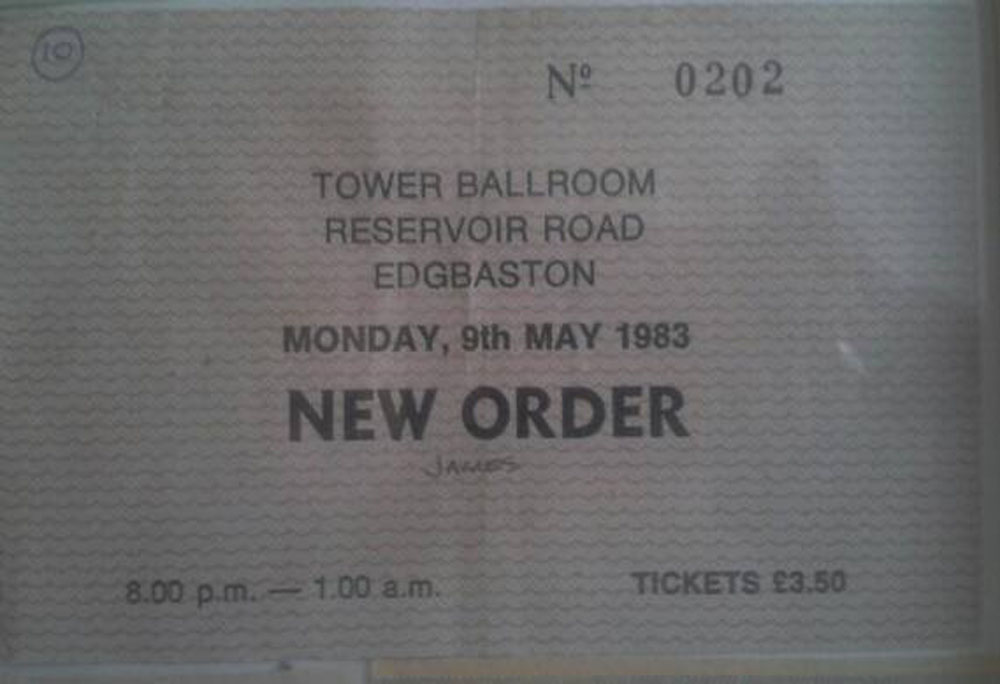 10
Nº 0202
TOWER BALLROOM
RESERVOIR ROAD
EDGBASTON
MONDAY, 9th MAY 1983
NEW ORDER
JAMES
8.00 p.m. — 1.00 a.m. TICKETS £3.50